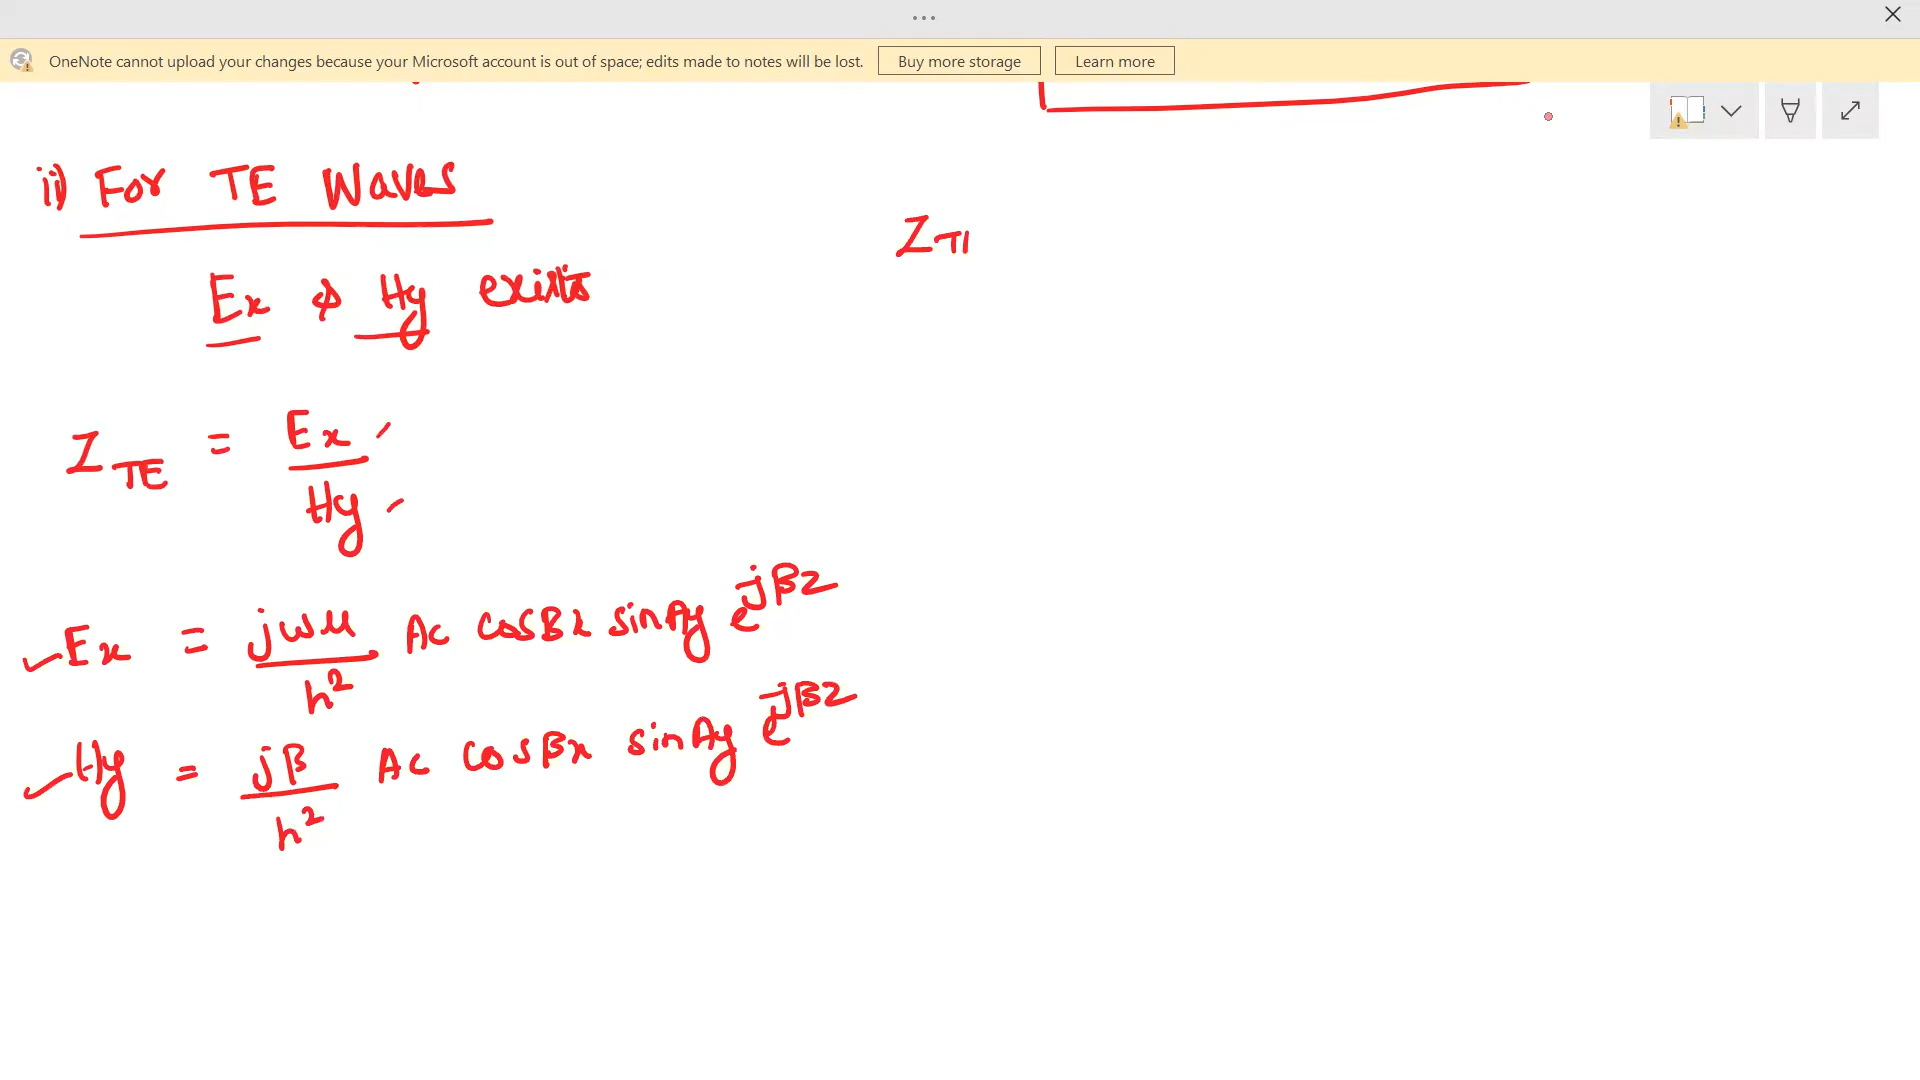 OneNote cannot upload your changes because your Microsoft account is out of space; edits made to notes will be lost. Buy more storage Learn more
ii) For TE Waves
Z_TI
Ex & Hy exists
Z_TE = Ex / Hy
Ex = jωμ / h² Ac cosBx sinAy e^jβz
Hy = jβ / h² Ac cosBx sinAy e^jβz